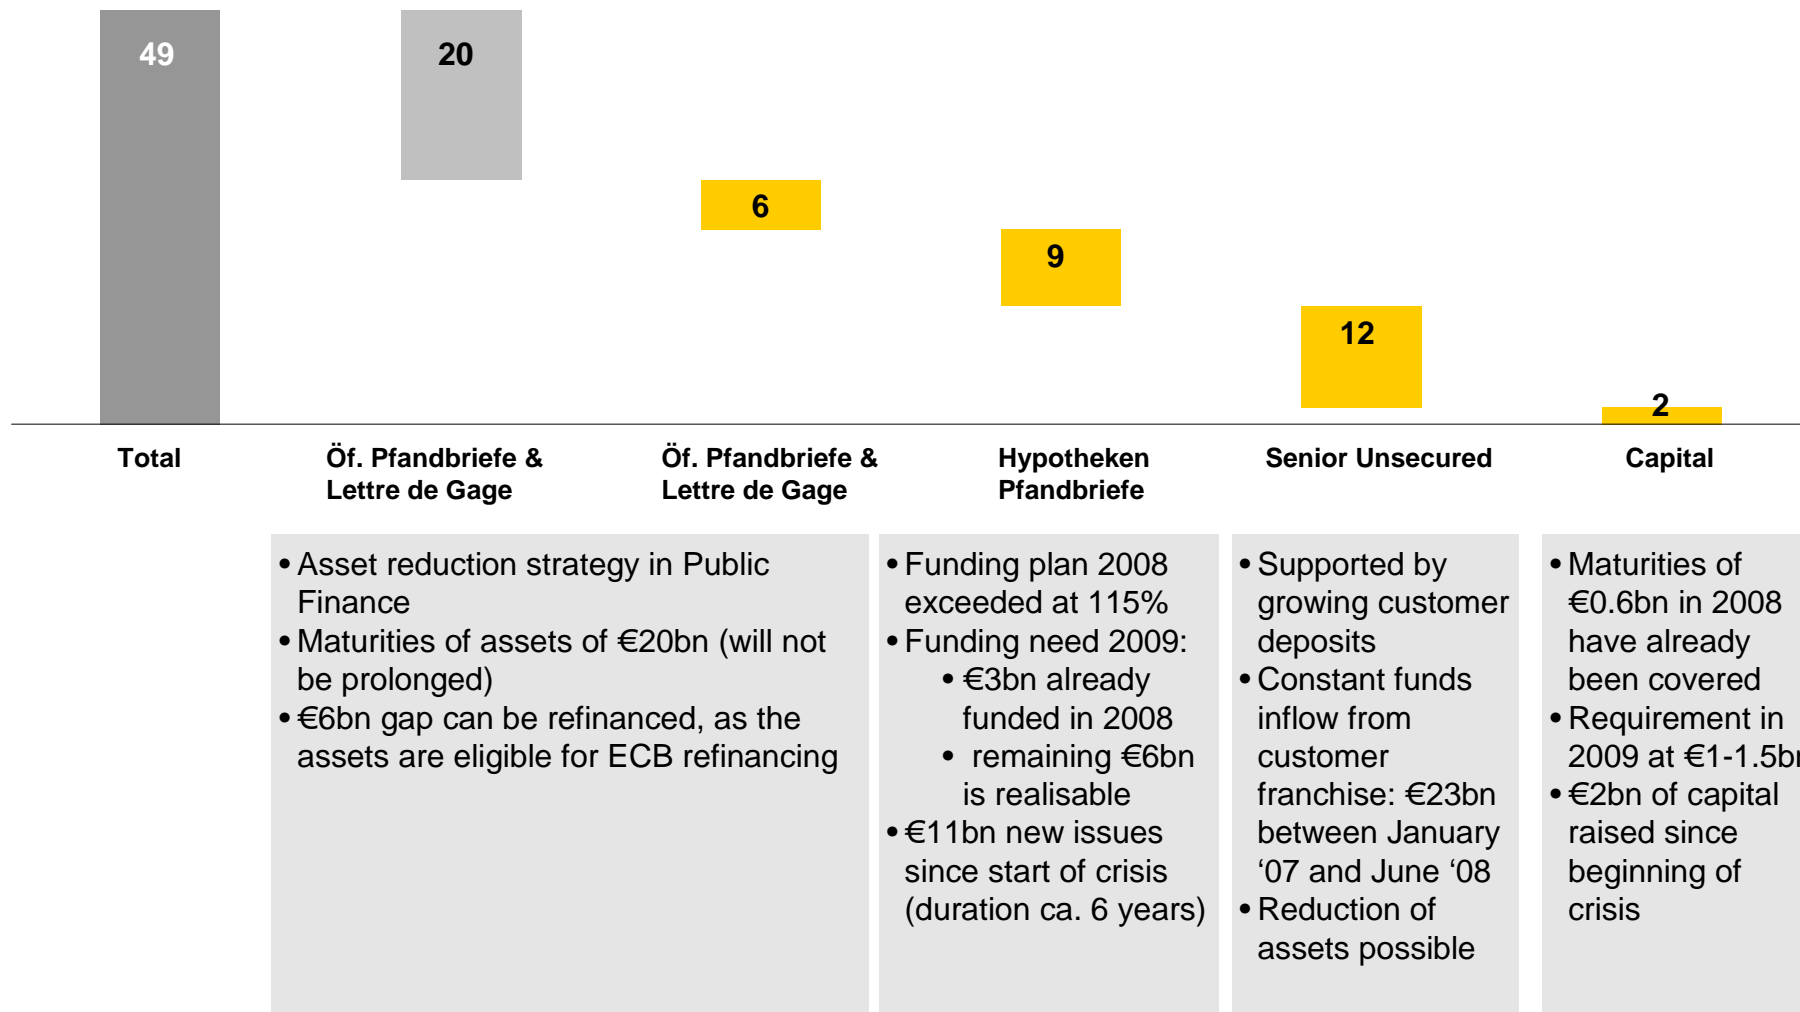 49
20
6
9
12
2
Total
Öf. Pfandbriefe &
Lettre de Gage
Öf. Pfandbriefe &
Lettre de Gage
Hypotheken
Pfandbriefe
Senior Unsecured
Capital
• Asset reduction strategy in Public
Finance
• Maturities of assets of €20bn (will not
be prolonged)
• €6bn gap can be refinanced, as the
assets are eligible for ECB refinancing
• Funding plan 2008
exceeded at 115%
• Funding need 2009:
• €3bn already
funded in 2008
• remaining €6bn
is realisable
• €11bn new issues
since start of crisis
(duration ca. 6 years)
• Supported by
growing customer
deposits
• Constant funds
inflow from
customer
franchise: €23bn
between January
‘07 and June ‘08
• Reduction of
assets possible
• Maturities of
€0.6bn in 2008
have already
been covered
• Requirement in
2009 at €1-1.5bn
• €2bn of capital
raised since
beginning of
crisis